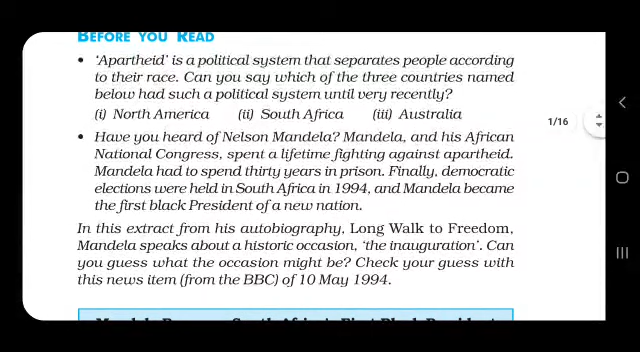 BEFORE YOU READ
• ‘Apartheid’ is a political system that separates people according
to their race. Can you say which of the three countries named
below had such a political system until very recently?
(i) North America (ii) South Africa (iii) Australia
1/16
• Have you heard of Nelson Mandela? Mandela, and his African
National Congress, spent a lifetime fighting against apartheid.
Mandela had to spend thirty years in prison. Finally, democratic
elections were held in South Africa in 1994, and Mandela became
the first black President of a new nation.
In this extract from his autobiography, Long Walk to Freedom,
Mandela speaks about a historic occasion, ‘the inauguration’. Can
you guess what the occasion might be? Check your guess with
this news item (from the BBC) of 10 May 1994.